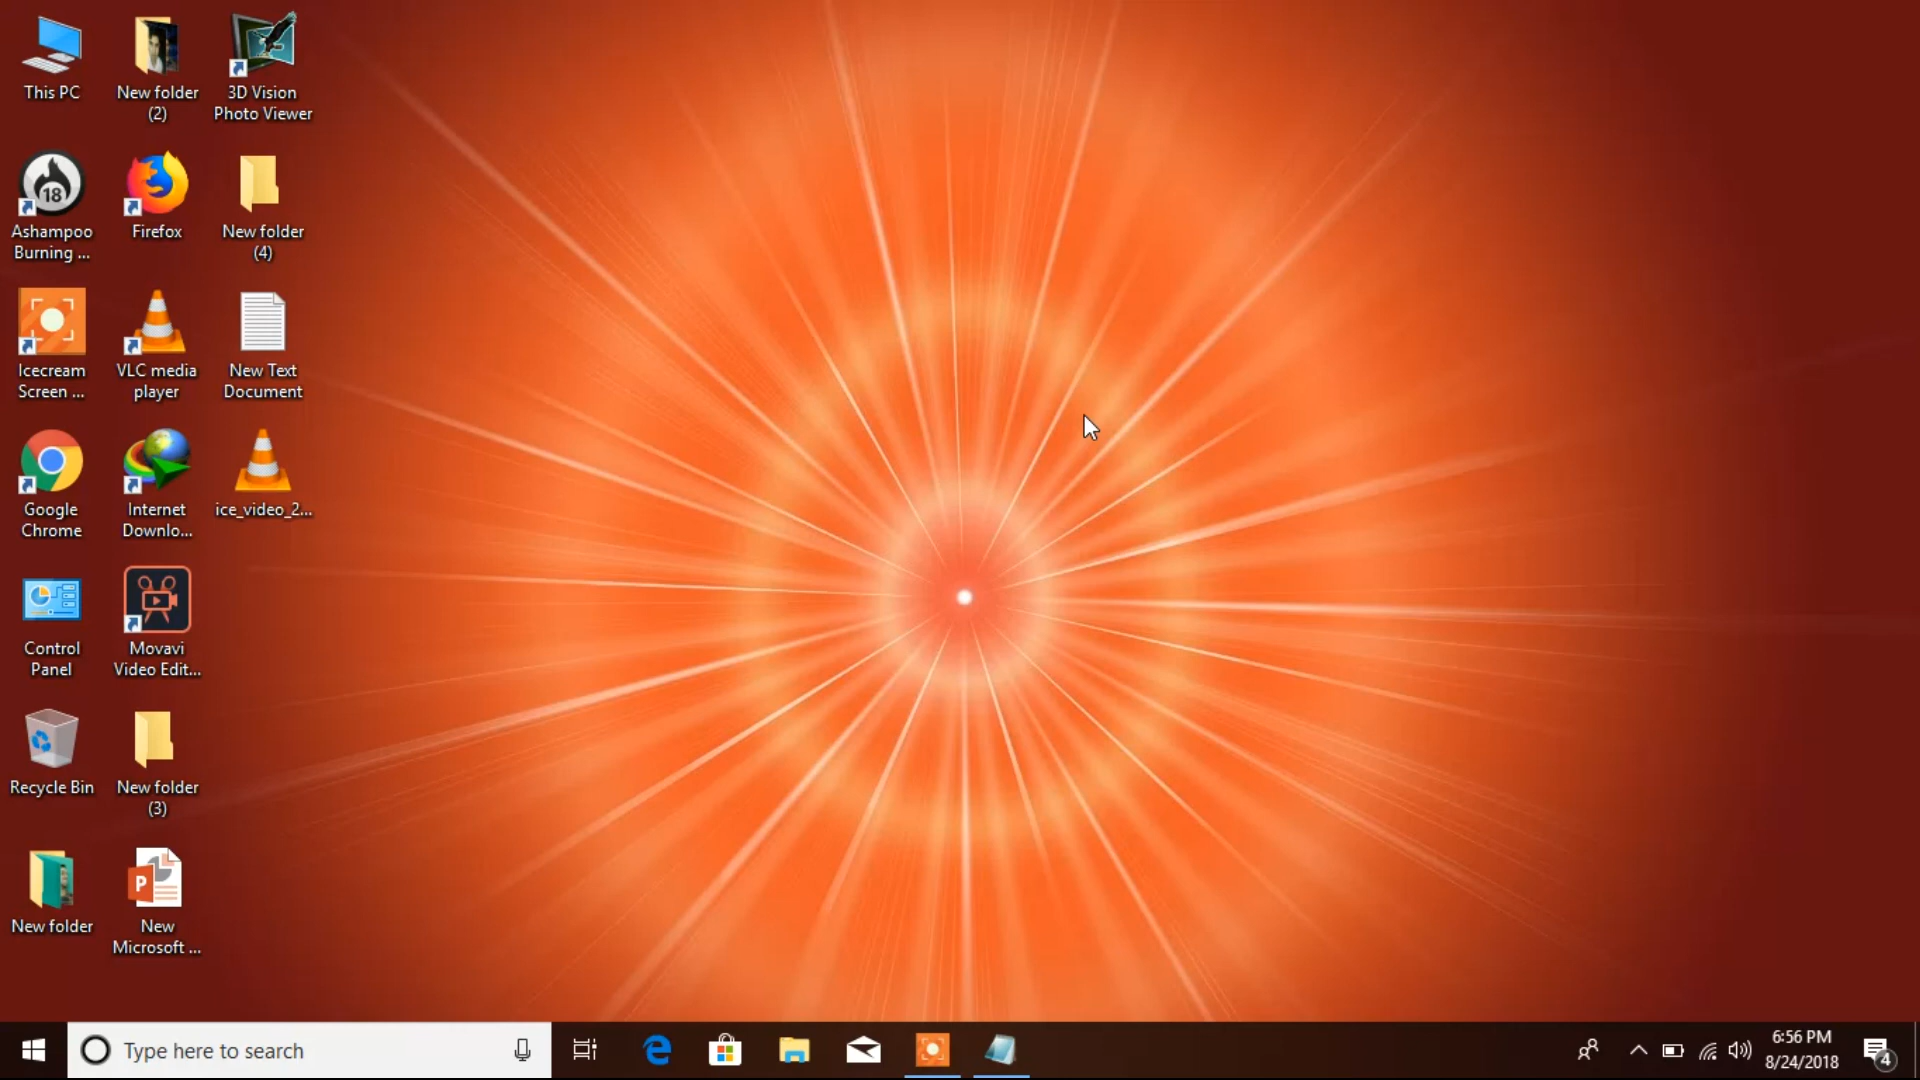 This PC
New folder
(2)
3D Vision
Photo Viewer
18
Ashampoo
Burning ...
Firefox
New folder
(4)
Icecream
Screen ...
VLC media
player
New Text
Document
Google
Chrome
Internet
Downlo...
ice_video_2...
Control
Panel
Movavi
Video Edit...
Recycle Bin
New folder
(3)
New folder
P
New
Microsoft ...
Type here to search
6:56 PM
8/24/2018
4